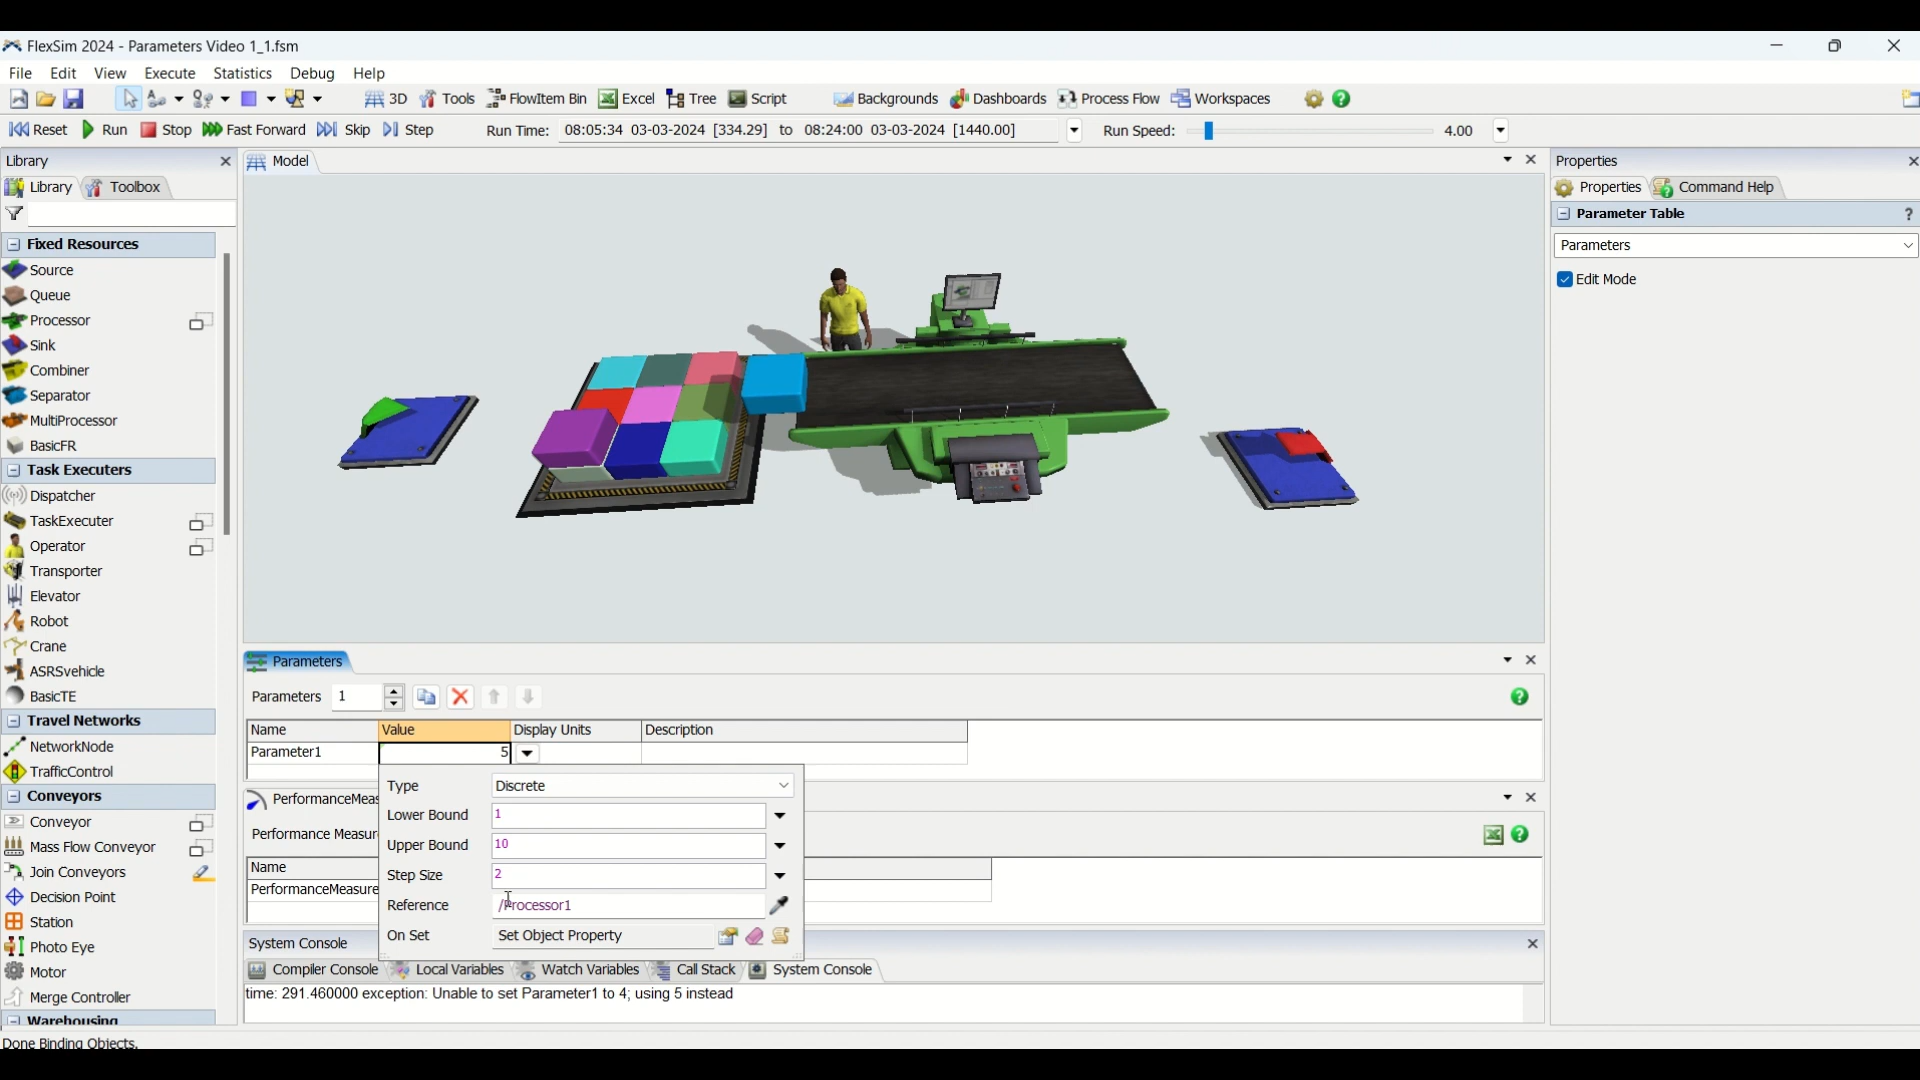 FlexSim 2024 - Parameters Video 1_1.fsm
File Edit View Execute Statistics Debug Help
3D Tools FlowItem Bin Excel Tree Script Backgrounds Dashboards Process Flow Workspaces
Reset Run Stop Fast Forward Skip Step Run Time: 08:05:34 03-03-2024 [334.29] to 08:24:00 03-03-2024 [1440.00] Run Speed: 4.00
Library
Library Toolbox
Fixed Resources
Source
Queue
Processor
Sink
Combiner
Separator
MultiProcessor
BasicFR
Task Executers
Dispatcher
TaskExecuter
Operator
Transporter
Elevator
Robot
Crane
ASRSvehicle
BasicTE
Travel Networks
NetworkNode
TrafficControl
Conveyors
Conveyor
Mass Flow Conveyor
Join Conveyors
Decision Point
Station
Photo Eye
Motor
Merge Controller
Warehousing
Done Binding Objects.
Model
Parameters
Parameters 1
Name Value Display Units Description
Parameter1 5
Type Discrete
Lower Bound 1
Upper Bound 10
Step Size 2
Reference /Processor1
On Set Set Object Property
PerformanceMeas
Performance Measur
Name
PerformanceMeasure
System Console
Compiler Console Local Variables Watch Variables Call Stack System Console
time: 291.460000 exception: Unable to set Parameter1 to 4; using 5 instead
Properties
Properties Command Help
Parameter Table ?
Parameters
Edit Mode